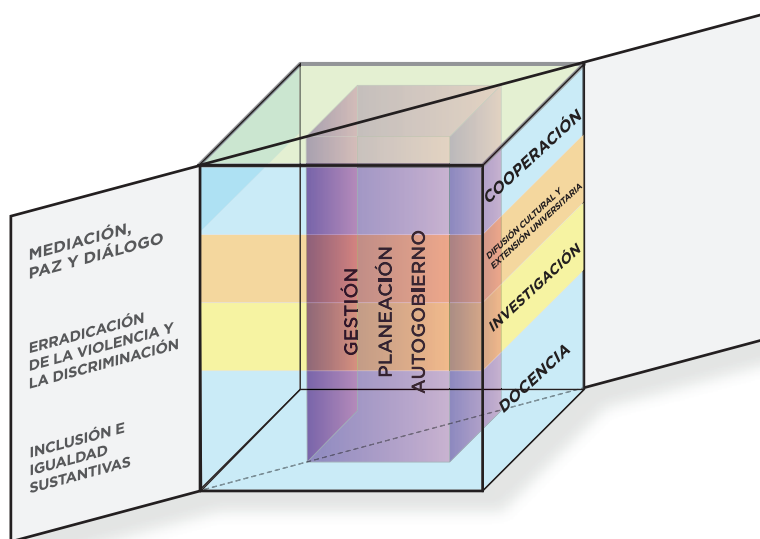 MEDIACIÓN,
PAZ Y DIÁLOGO
ERRADICACIÓN
DE LA VIOLENCIA Y
LA DISCRIMINACIÓN
INCLUSIÓN E
IGUALDAD
SUSTANTIVAS
GESTIÓN
PLANEACIÓN
AUTOGOBIERNO
COOPERACIÓN
DIFUSIÓN CULTURAL Y
EXTENSIÓN UNIVERSITARIA
INVESTIGACIÓN
DOCENCIA